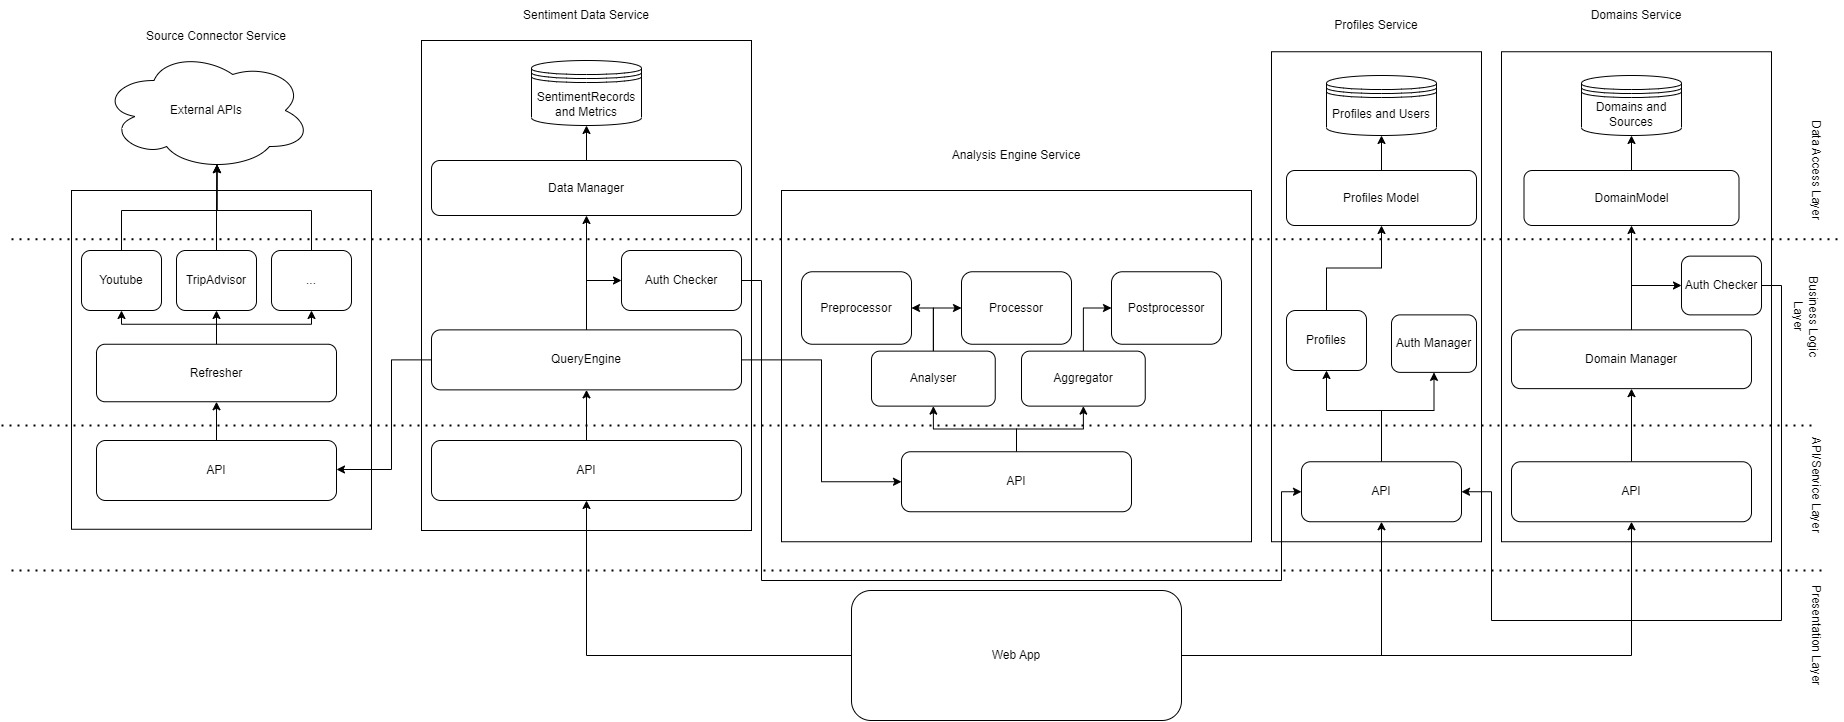 Source Connector Service
External APIs
Youtube
TripAdvisor
...
Refresher
API
Sentiment Data Service
SentimentRecords
and Metrics
Data Manager
Auth Checker
QueryEngine
API
Analysis Engine Service
Preprocessor
Processor
Postprocessor
Analyser
Aggregator
API
Profiles Service
Profiles and Users
Profiles Model
Profiles
Auth Manager
API
Domains Service
Domains and
Sources
DomainModel
Auth Checker
Domain Manager
API
Web App
Data Access Layer
Business Logic
Layer
API/Service Layer
Presentation Layer